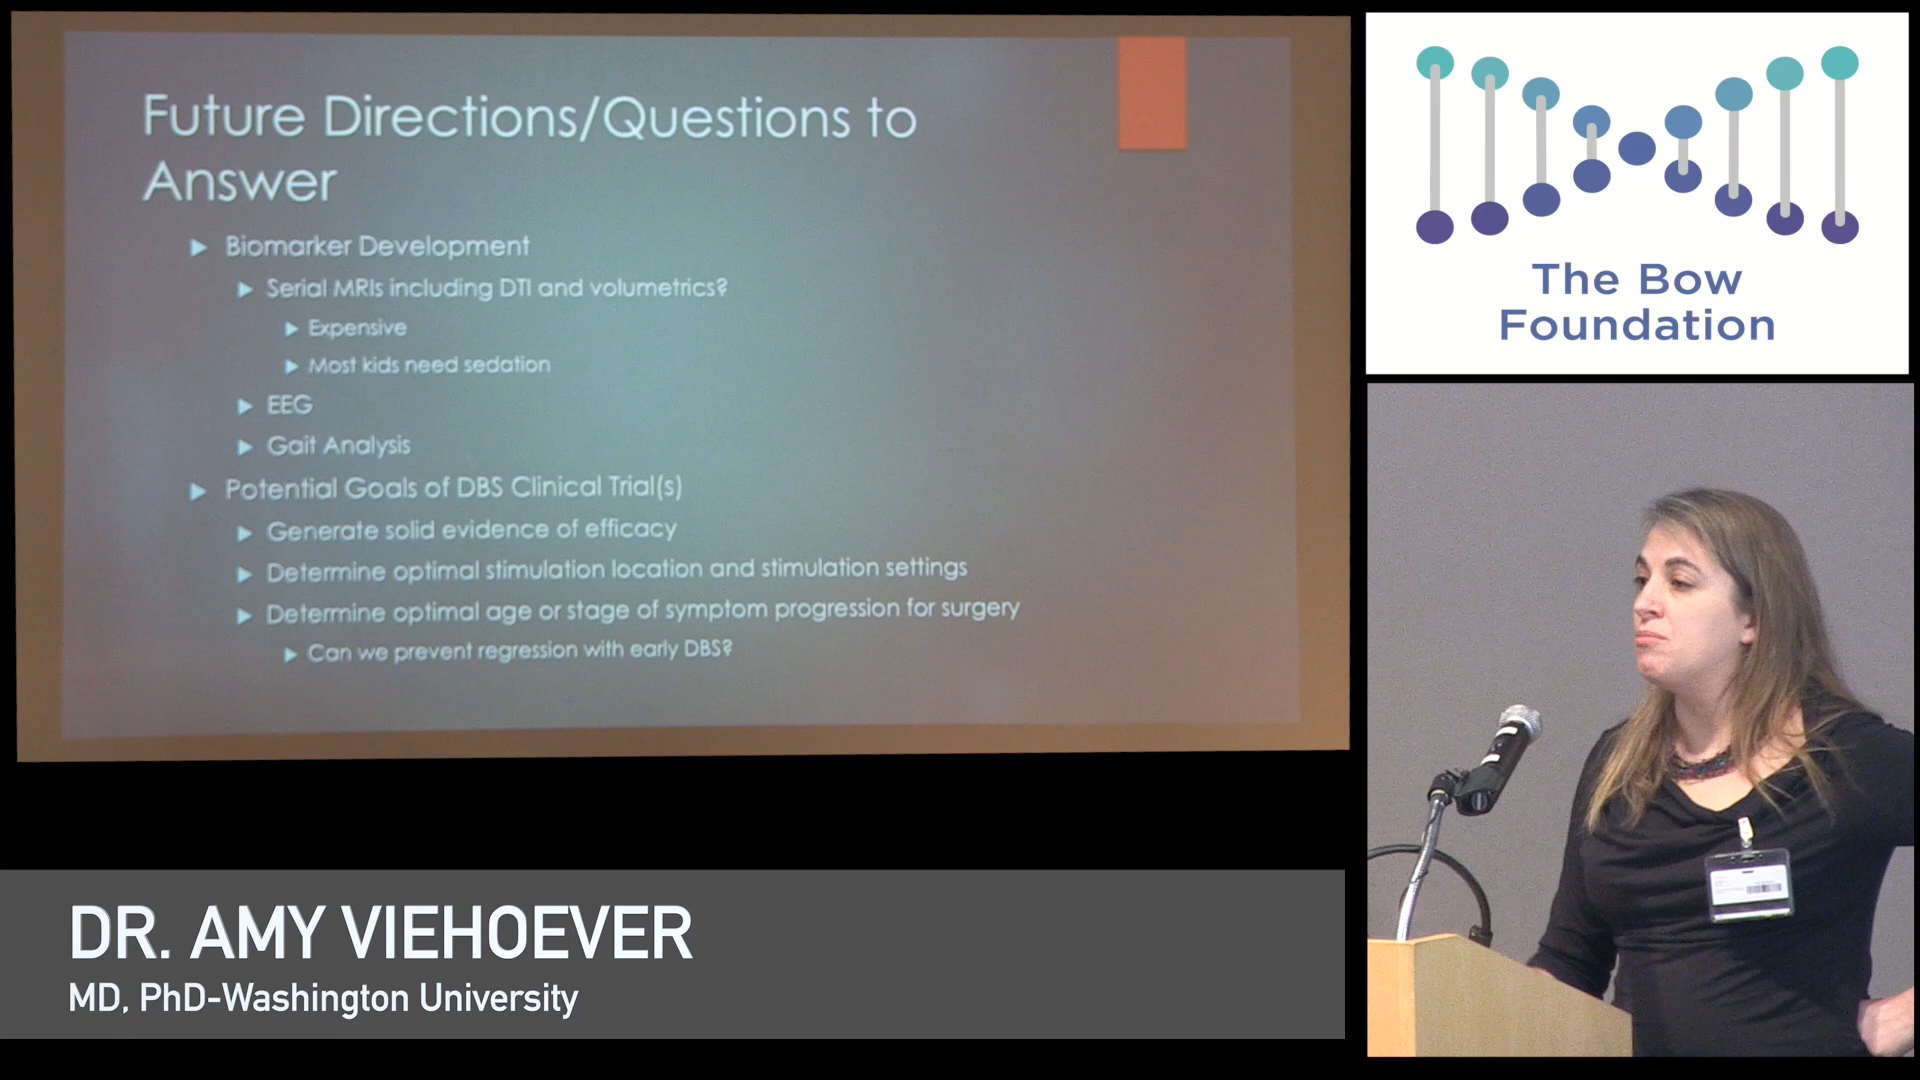 Future Directions/Questions to
Answer
Biomarker Development
Serial MRIs including DTI and volumetrics?
Expensive
Most kids need sedation
EEG
Gait Analysis
Potential Goals of DBS Clinical Trial(s)
Generate solid evidence of efficacy
Determine optimal stimulation location and stimulation settings
Determine optimal age or stage of symptom progression for surgery
Can we prevent regression with early DBS?
The Bow
Foundation
DR. AMY VIEHOEVER
MD, PhD-Washington University